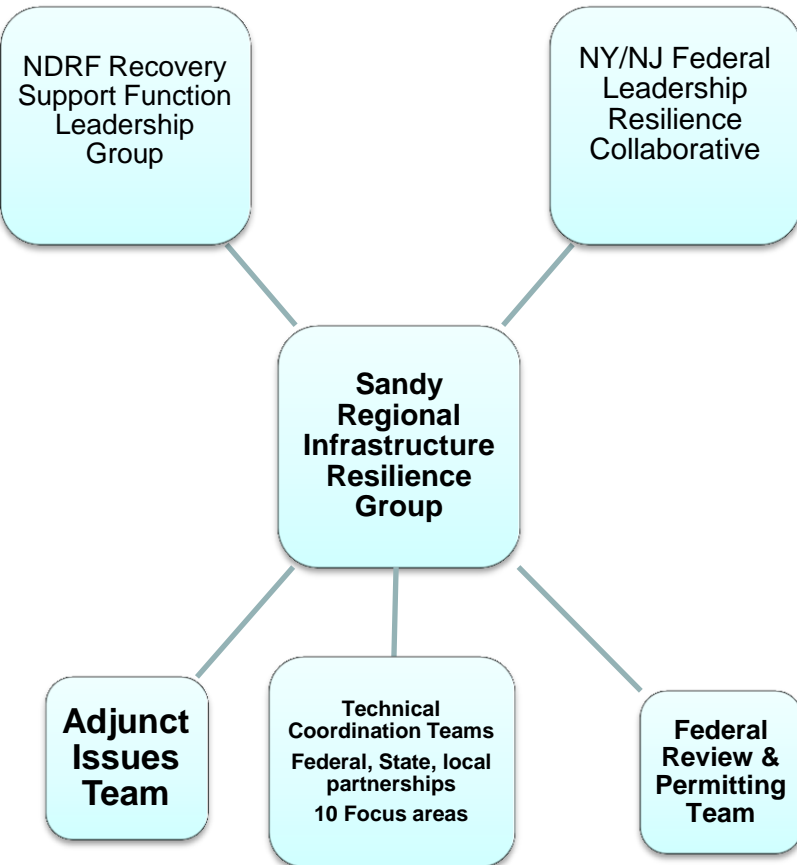 NDRF Recovery
Support Function
Leadership
Group
NY/NJ Federal
Leadership
Resilience
Collaborative
Sandy
Regional
Infrastructure
Resilience
Group
Adjunct
Issues
Team
Technical
Coordination Teams
Federal, State, local
partnerships
10 Focus areas
Federal
Review &
Permitting
Team